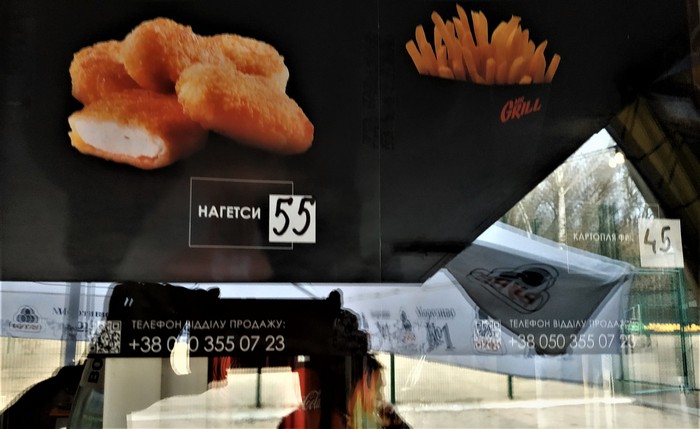 MR. GRILL
НАГЕТСИ 55
КАРТОПЛЯ ФРІ 45
ТЕЛЕФОН ВІДДІЛУ ПРОДАЖУ:
+38 050 355 07 23
ТЕЛЕФОН ВІДДІЛУ ПРОДАЖУ:
+38 050 355 07 23